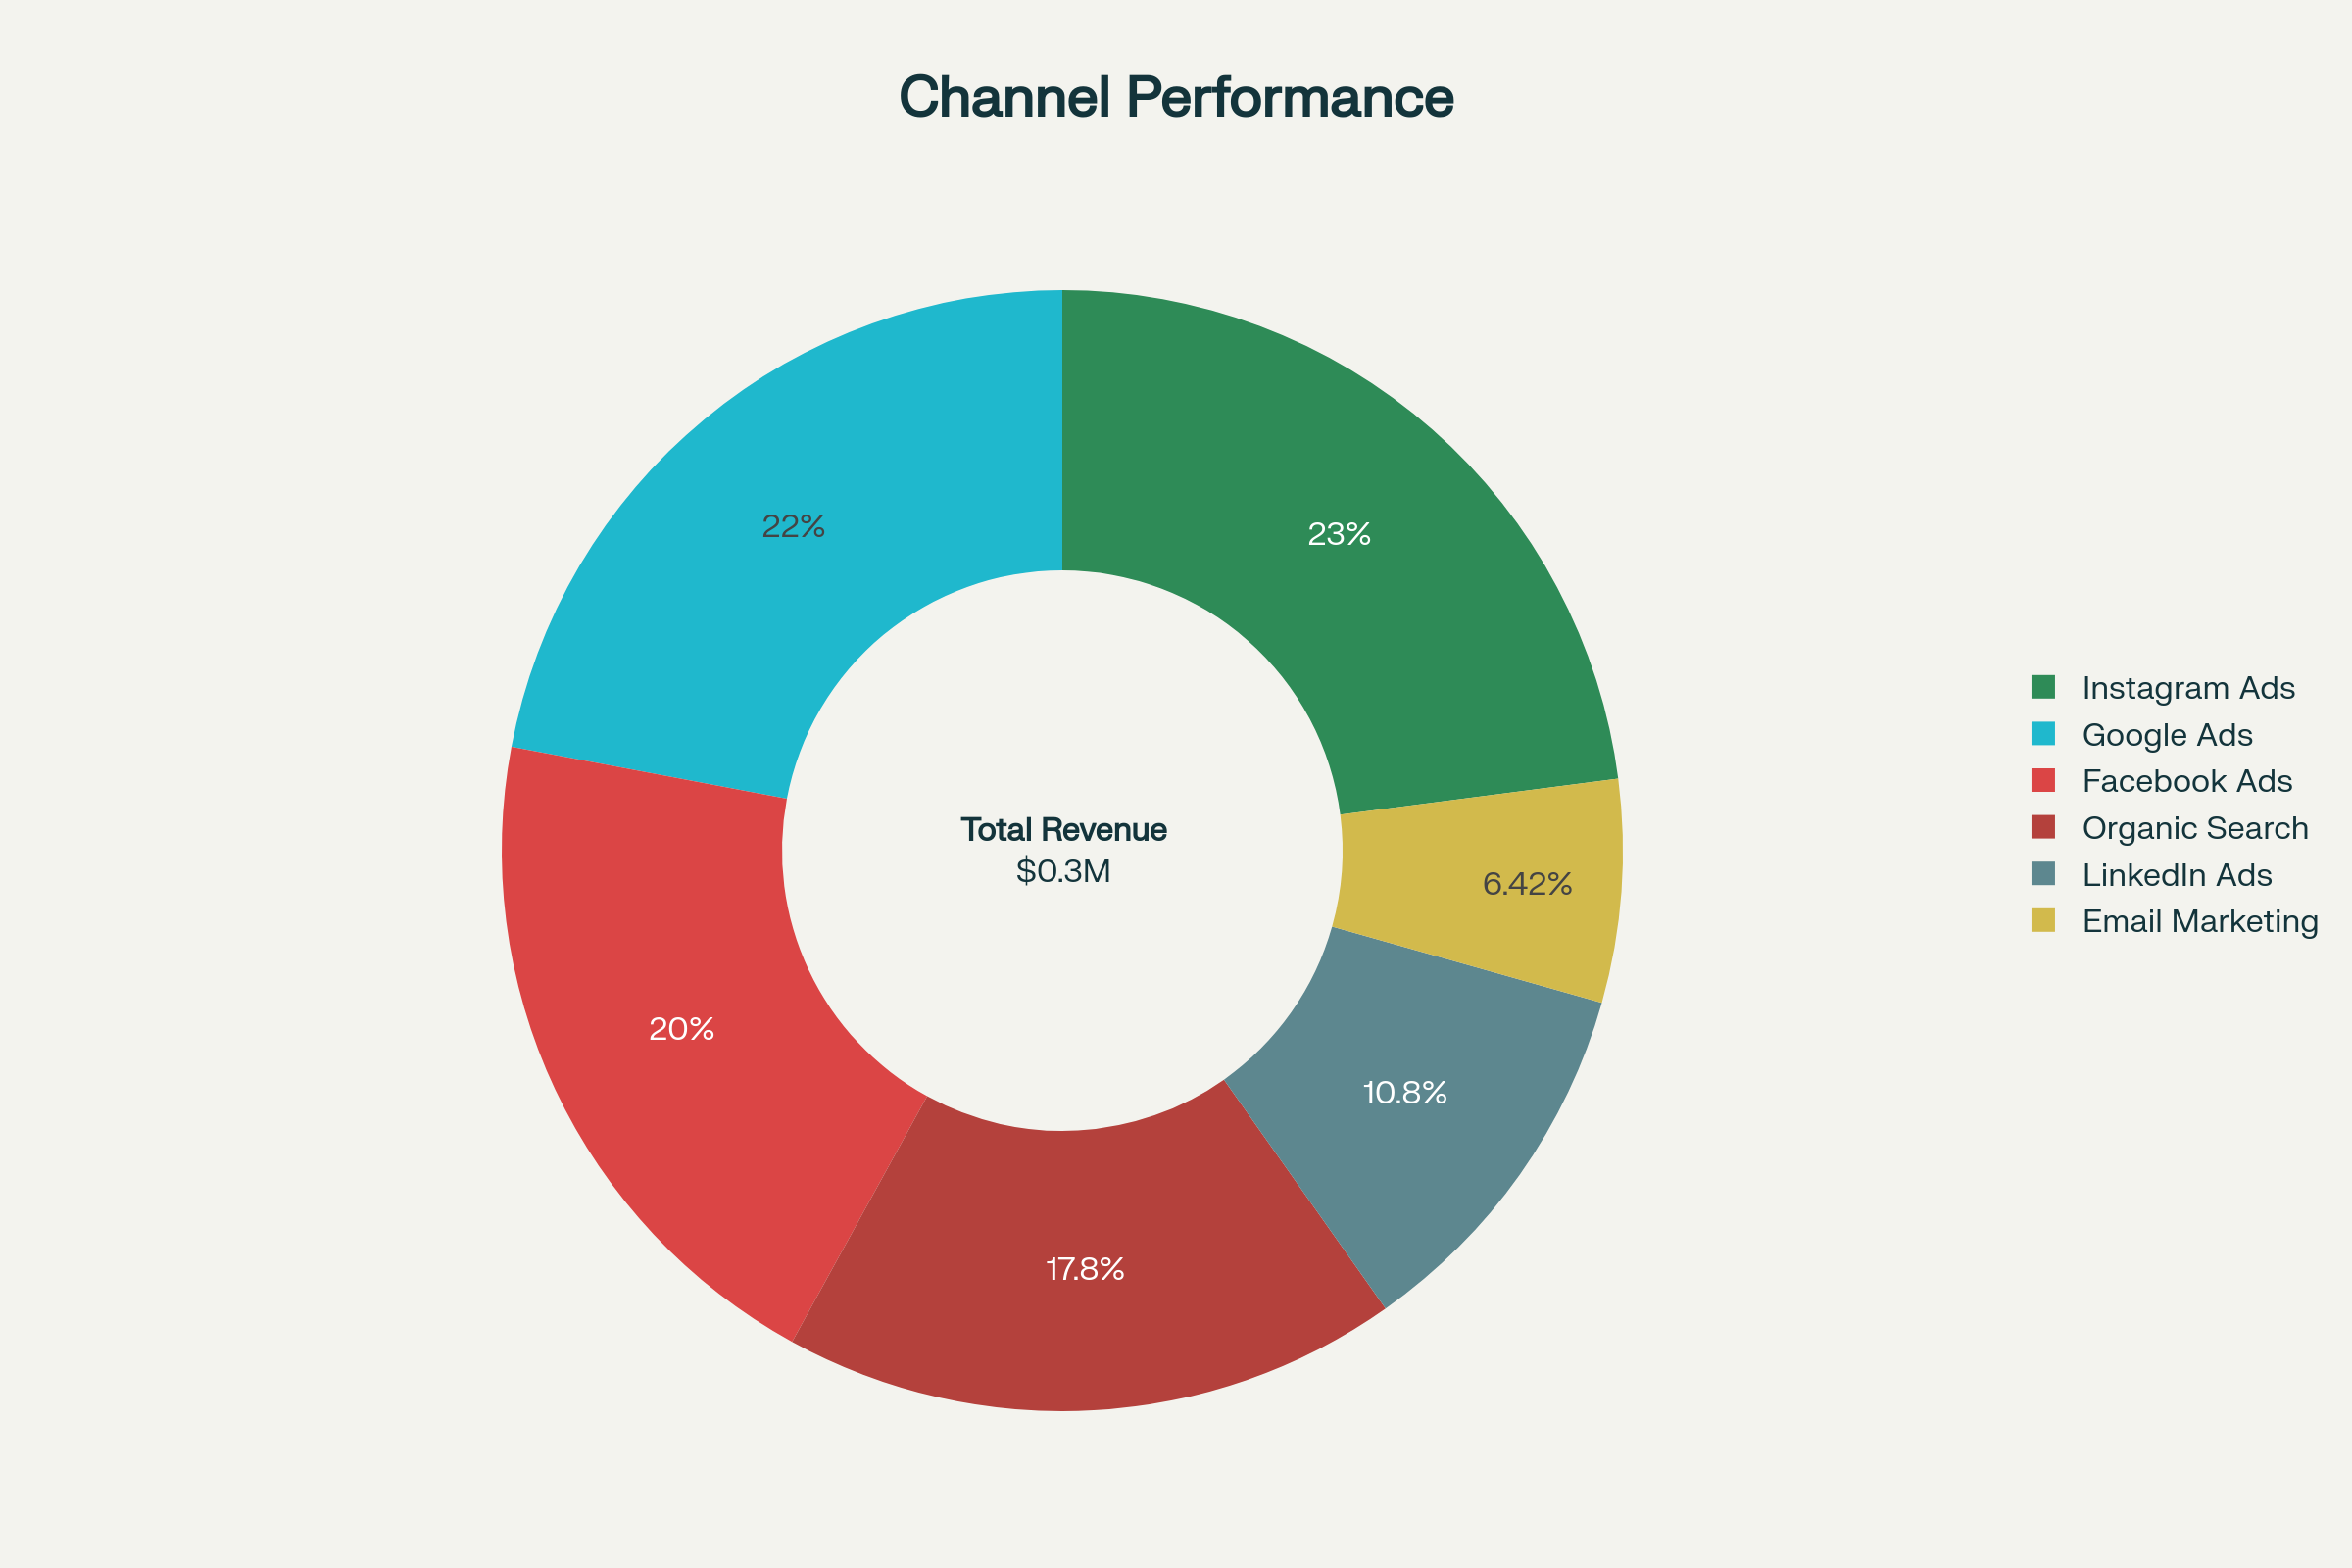 Channel Performance
22%
23%
Total Revenue
$0.3M
6.42%
20%
10.8%
17.8%
Instagram Ads
Google Ads
Facebook Ads
Organic Search
LinkedIn Ads
Email Marketing